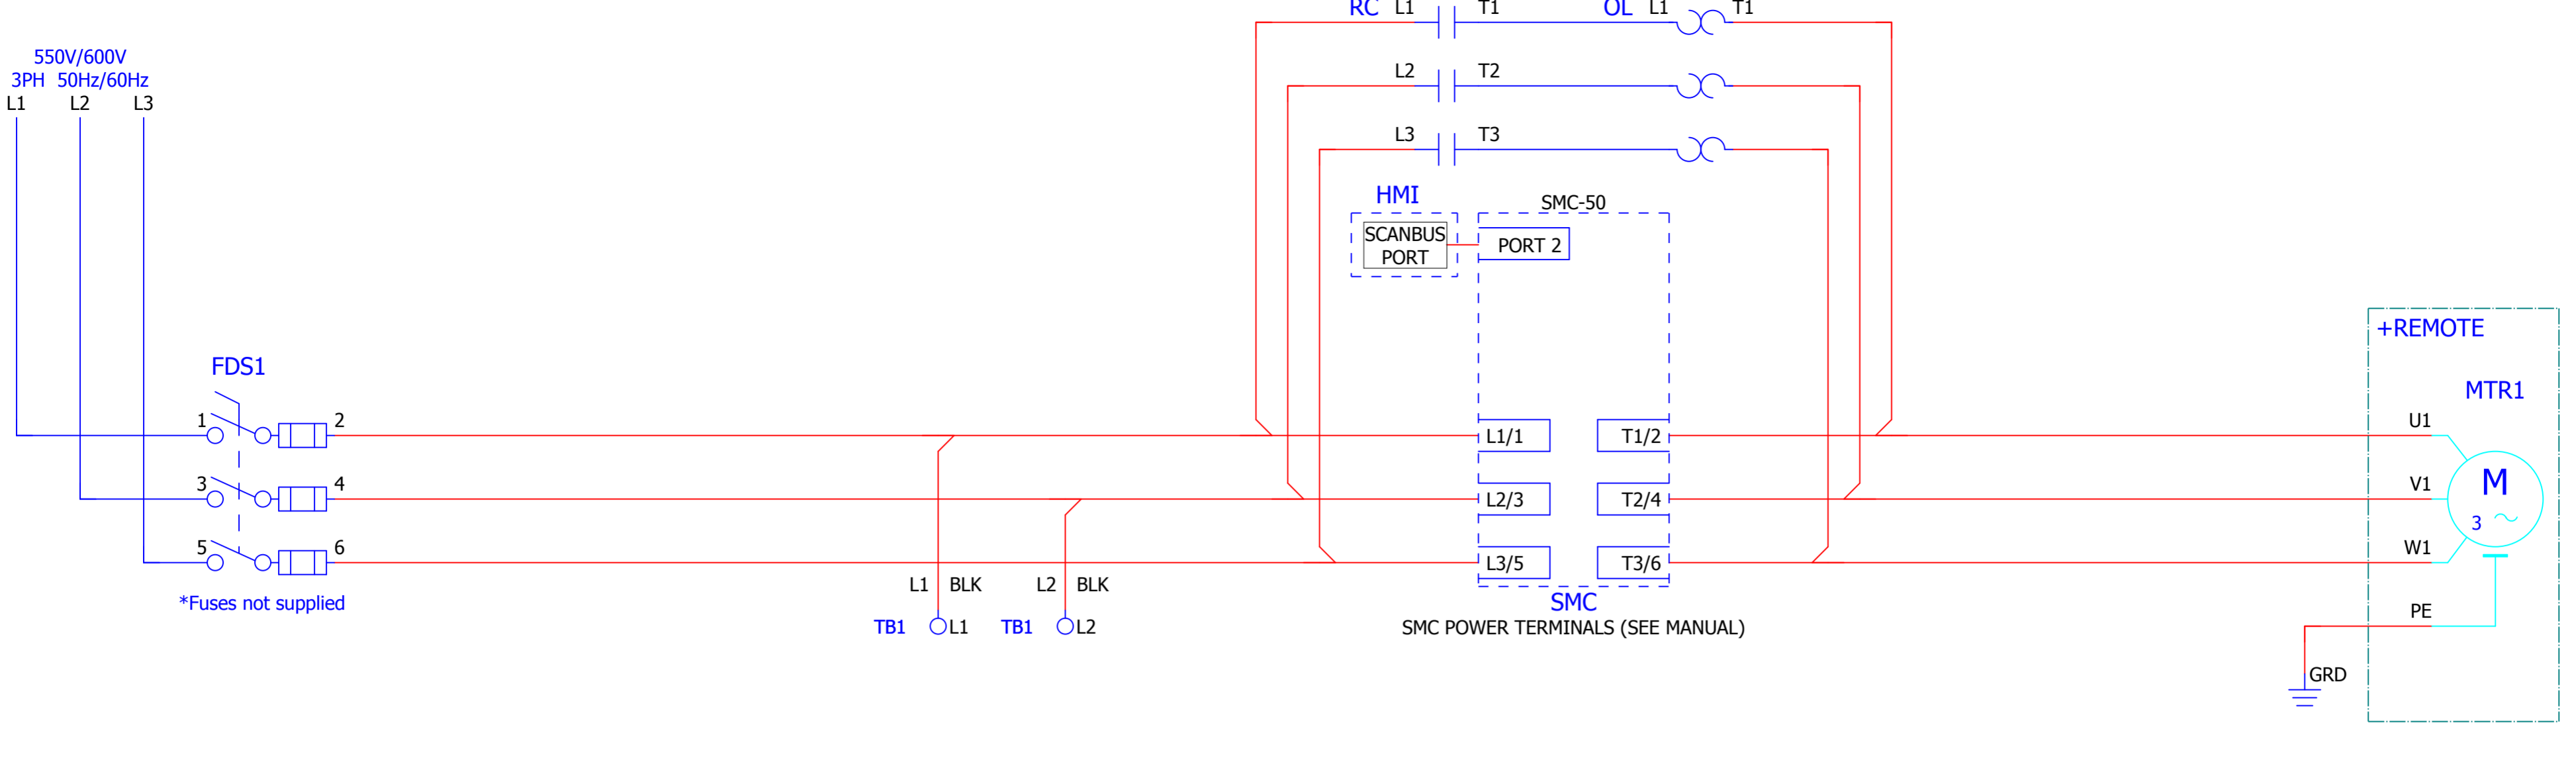 RC L1 T1 OL L1 T1
550V/600V
3PH 50Hz/60Hz
L1 L2 L3
L2 T2
L3 T3
HMI
SMC-50
SCANBUS
PORT
PORT 2
+REMOTE
FDS1
MTR1
1 2
L1/1 T1/2
U1
3 4
L2/3 T2/4
V1
M
3
5 6
L3/5 T3/6
W1
L1 BLK L2 BLK
*Fuses not supplied
SMC
PE
TB1 L1 TB1 L2
SMC POWER TERMINALS (SEE MANUAL)
GRD